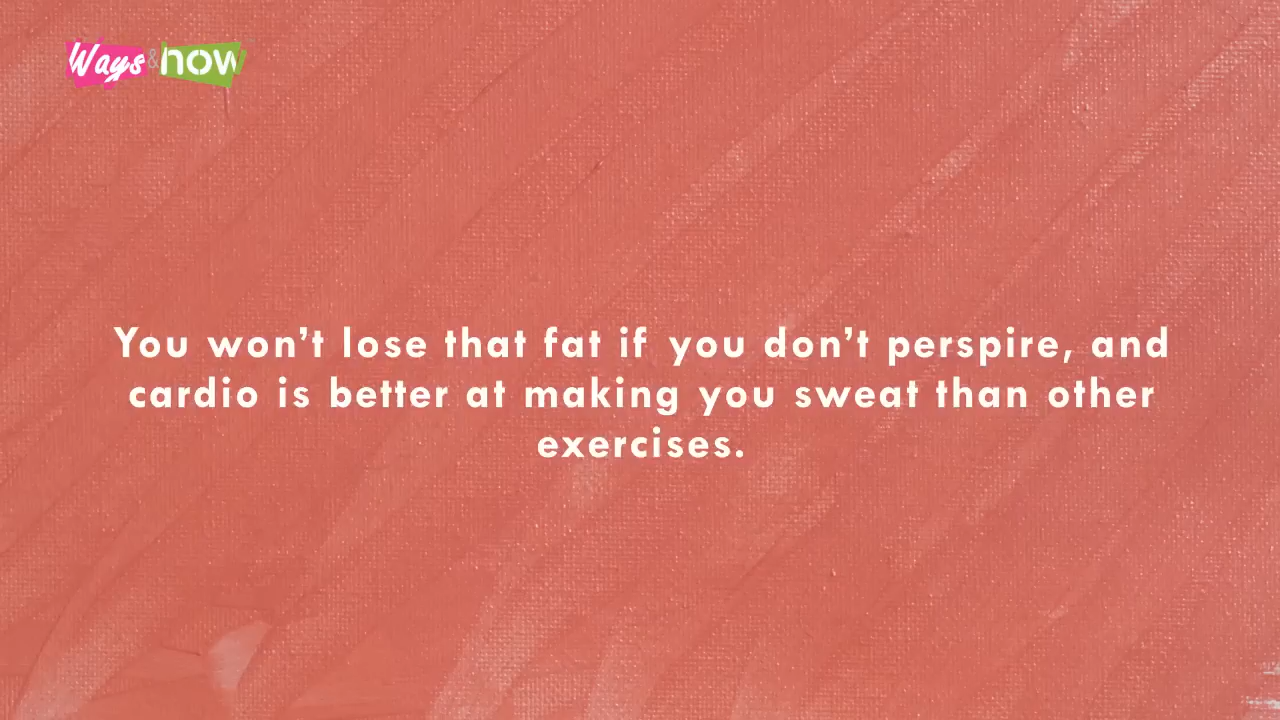 Ways & now
You won't lose that fat if you don't perspire, and
cardio is better at making you sweat than other
exercises.